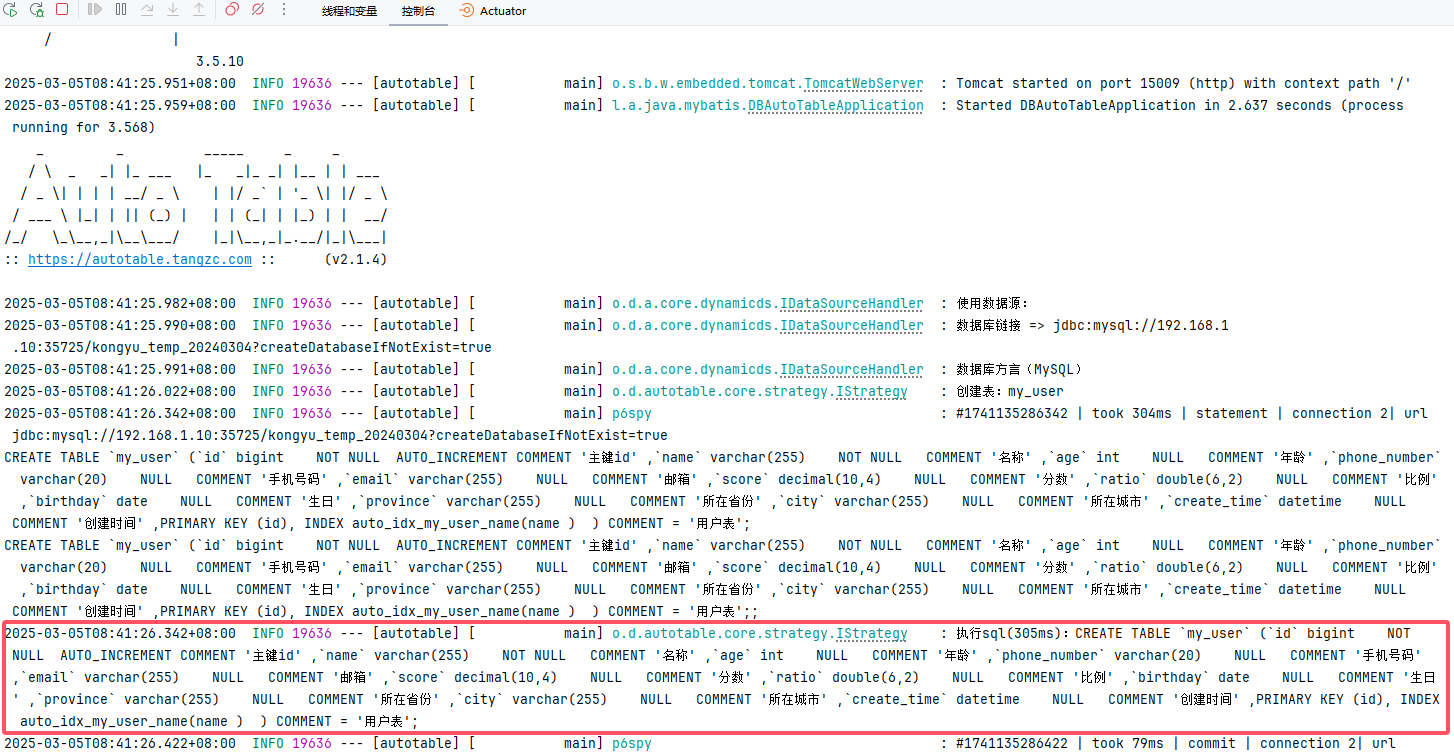 线程和变量 控制台 Actuator
/ |
3.5.10
2025-03-05T08:41:25.951+08:00 INFO 19636 --- [autotable] [ main] o.s.b.w.embedded.tomcat.TomcatWebServer : Tomcat started on port 15009 (http) with context path '/'
2025-03-05T08:41:25.959+08:00 INFO 19636 --- [autotable] [ main] l.a.java.mybatis.DBAutoTableApplication : Started DBAutoTableApplication in 2.637 seconds (process
running for 3.568)
    _         _          _____     _     _
   / \  _   _| |_ ___   |_   _|_ _| |__ | | ___
  / _ \| | | | __/ _ \    | |/ _` | '_ \| |/ _ \
 / ___ \ |_| | || (_) |   | | (_| | |_) | |  __/
/_/   \_\__,_|\__\___/    |_|\__,_|_.__/|_|\___|
:: https://autotable.tangzc.com :: (v2.1.4)
2025-03-05T08:41:25.982+08:00 INFO 19636 --- [autotable] [ main] o.d.a.core.dynamicds.IDataSourceHandler : 使用数据源：
2025-03-05T08:41:25.990+08:00 INFO 19636 --- [autotable] [ main] o.d.a.core.dynamicds.IDataSourceHandler : 数据库链接 => jdbc:mysql://192.168.1
.10:35725/kongyu_temp_20240304?createDatabaseIfNotExist=true
2025-03-05T08:41:25.991+08:00 INFO 19636 --- [autotable] [ main] o.d.a.core.dynamicds.IDataSourceHandler : 数据库方言（MySQL）
2025-03-05T08:41:26.022+08:00 INFO 19636 --- [autotable] [ main] o.d.autotable.core.strategy.IStrategy : 创建表：my_user
2025-03-05T08:41:26.342+08:00 INFO 19636 --- [autotable] [ main] p6spy : #1741135286342 | took 304ms | statement | connection 2| url
jdbc:mysql://192.168.1.10:35725/kongyu_temp_20240304?createDatabaseIfNotExist=true
CREATE TABLE `my_user` (`id` bigint NOT NULL AUTO_INCREMENT COMMENT '主键id' ,`name` varchar(255) NOT NULL COMMENT '名称' ,`age` int NULL COMMENT '年龄' ,`phone_number`
varchar(20) NULL COMMENT '手机号码' ,`email` varchar(255) NULL COMMENT '邮箱' ,`score` decimal(10,4) NULL COMMENT '分数' ,`ratio` double(6,2) NULL COMMENT '比例'
,`birthday` date NULL COMMENT '生日' ,`province` varchar(255) NULL COMMENT '所在省份' ,`city` varchar(255) NULL COMMENT '所在城市' ,`create_time` datetime NULL
COMMENT '创建时间' ,PRIMARY KEY (id), INDEX auto_idx_my_user_name(name ) ) COMMENT = '用户表';
CREATE TABLE `my_user` (`id` bigint NOT NULL AUTO_INCREMENT COMMENT '主键id' ,`name` varchar(255) NOT NULL COMMENT '名称' ,`age` int NULL COMMENT '年龄' ,`phone_number`
varchar(20) NULL COMMENT '手机号码' ,`email` varchar(255) NULL COMMENT '邮箱' ,`score` decimal(10,4) NULL COMMENT '分数' ,`ratio` double(6,2) NULL COMMENT '比例'
,`birthday` date NULL COMMENT '生日' ,`province` varchar(255) NULL COMMENT '所在省份' ,`city` varchar(255) NULL COMMENT '所在城市' ,`create_time` datetime NULL
COMMENT '创建时间' ,PRIMARY KEY (id), INDEX auto_idx_my_user_name(name ) ) COMMENT = '用户表';;
2025-03-05T08:41:26.342+08:00 INFO 19636 --- [autotable] [ main] o.d.autotable.core.strategy.IStrategy : 执行sql(305ms)：CREATE TABLE `my_user` (`id` bigint NOT
NULL AUTO_INCREMENT COMMENT '主键id' ,`name` varchar(255) NOT NULL COMMENT '名称' ,`age` int NULL COMMENT '年龄' ,`phone_number` varchar(20) NULL COMMENT '手机号码'
,`email` varchar(255) NULL COMMENT '邮箱' ,`score` decimal(10,4) NULL COMMENT '分数' ,`ratio` double(6,2) NULL COMMENT '比例' ,`birthday` date NULL COMMENT '生日
' ,`province` varchar(255) NULL COMMENT '所在省份' ,`city` varchar(255) NULL COMMENT '所在城市' ,`create_time` datetime NULL COMMENT '创建时间' ,PRIMARY KEY (id), INDEX
auto_idx_my_user_name(name ) ) COMMENT = '用户表';
2025-03-05T08:41:26.422+08:00 INFO 19636 --- [autotable] [ main] p6spy : #1741135286422 | took 79ms | commit | connection 2| url